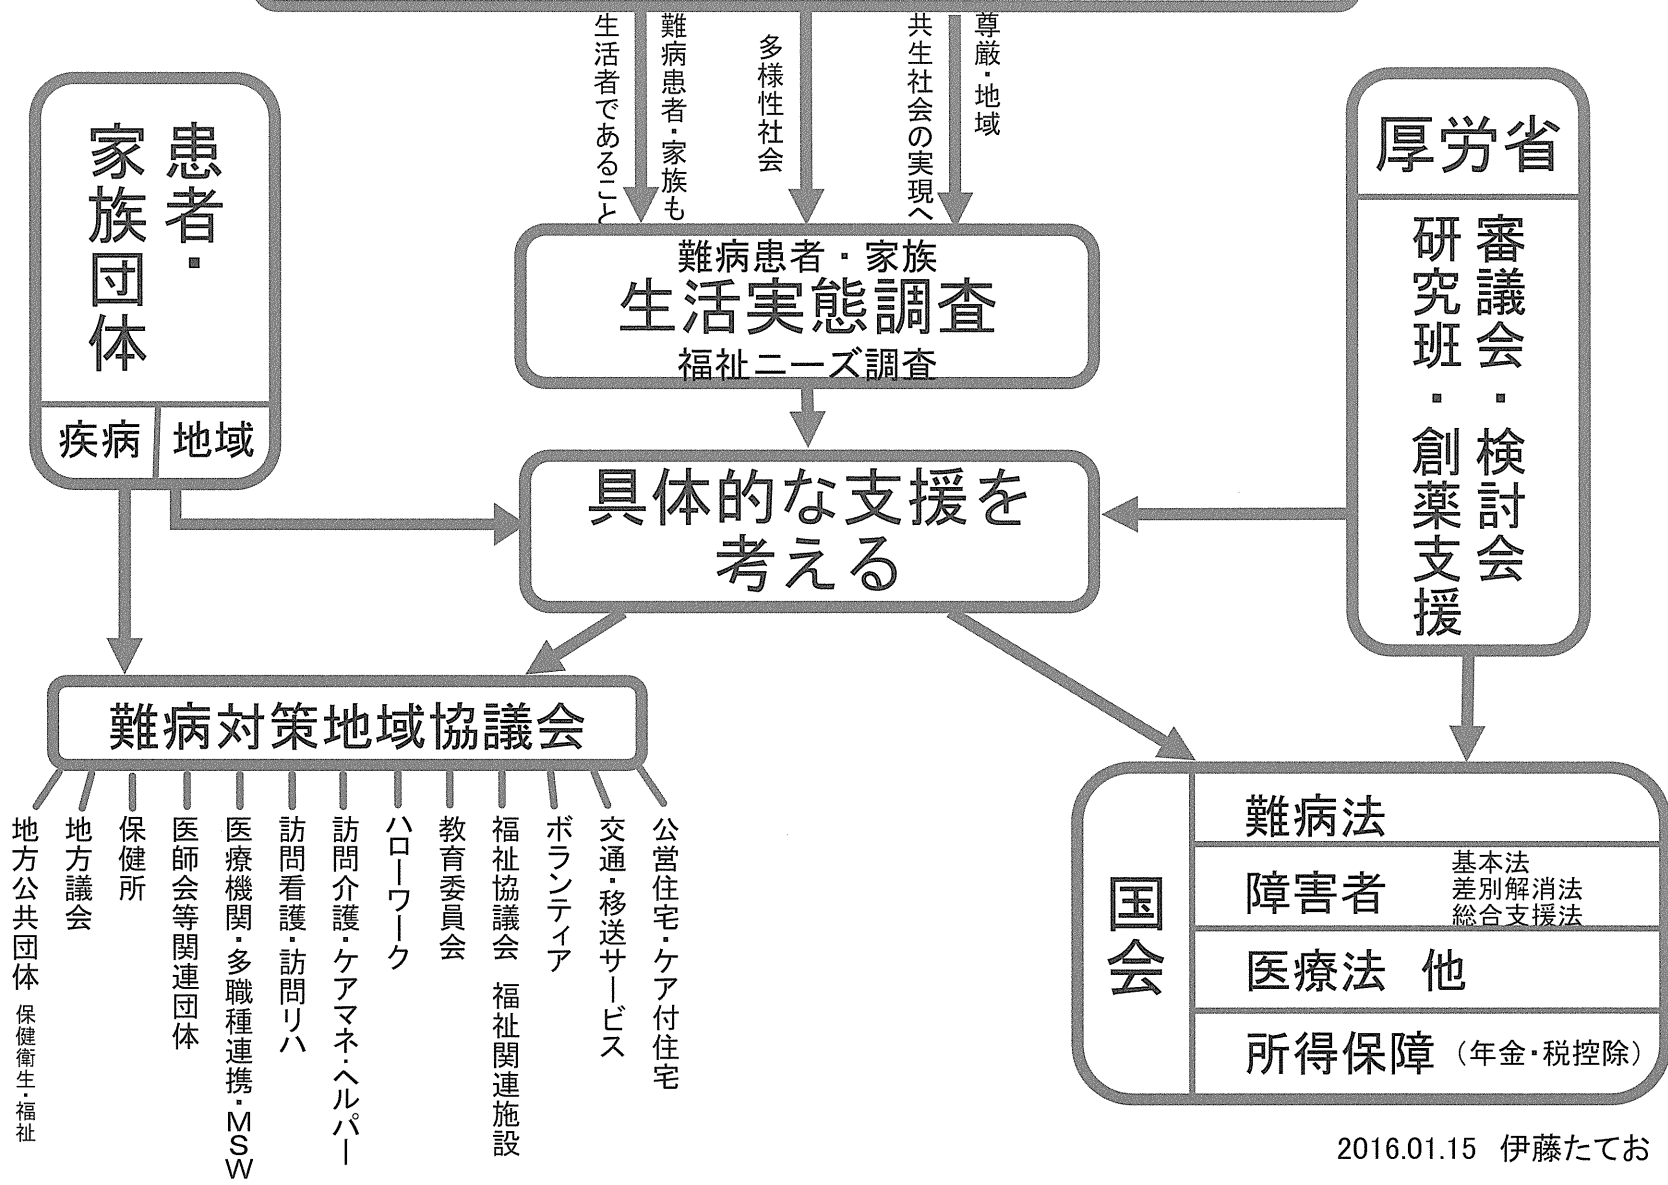 尊厳・地域
共生社会の実現へ
多様性社会
難病患者・家族も
生活者であること
患者・
家族団体
疾病
地域
難病患者・家族
生活実態調査
福祉ニーズ調査
具体的な支援を
考える
厚労省
審議会・検討会
研究班・創薬支援
難病対策地域協議会
地方公共団体 保健衛生・福祉
地方議会
保健所
医師会等関連団体
医療機関・多職種連携・MSW
訪問看護・訪問リハ
訪問介護・ケアマネ・ヘルパー
ハローワーク
教育委員会
福祉協議会 福祉関連施設
ボランティア
交通・移送サービス
公営住宅・ケア付住宅
国会
難病法
障害者
基本法
差別解消法
総合支援法
医療法 他
所得保障（年金・税控除）
2016.01.15 伊藤たてお